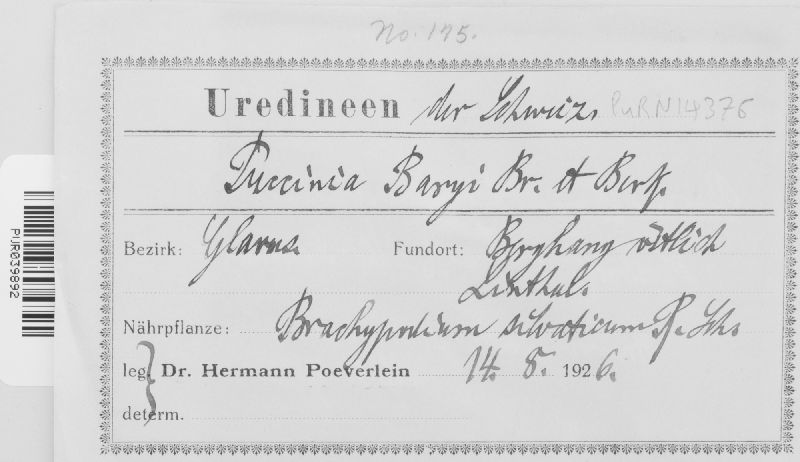 No. 175.
Uredineen der Schweiz. PURN14376
Puccinia Baryi Br. et Berk.
Bezirk: Glarus. Fundort: Berghang östlich
Linthal.
Nährpflanze: Brachypodium silvaticum R. Sch.
leg. Dr. Hermann Poeverlein 14. 8. 1926.
determ.
PUR039892